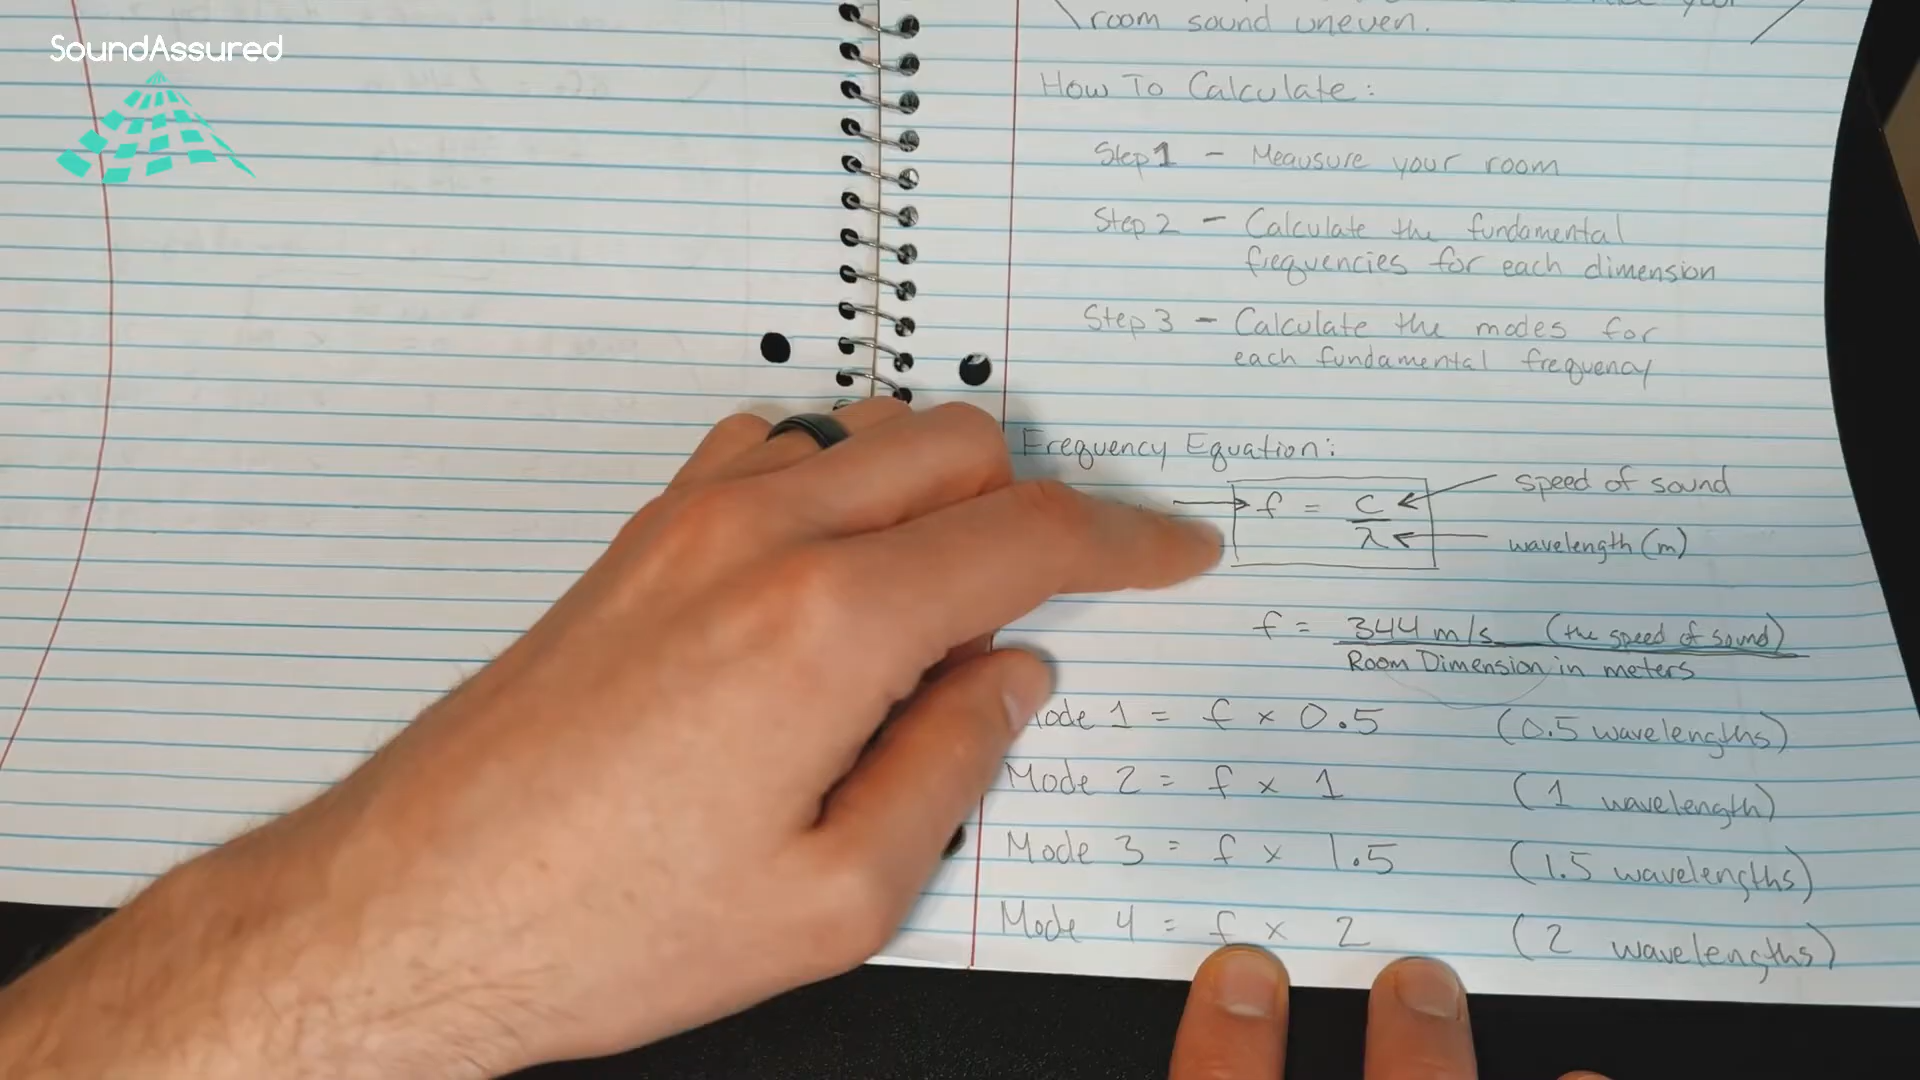 SoundAssured
your
room sound uneven.
How To Calculate:
Step 1 - Meausure your room
Step 2 - Calculate the fundamental
frequencies for each dimension
Step 3 - Calculate the modes for
each fundamental frequency
Frequency Equation:
f = c speed of sound
λ wavelength (m)
f = 344 m/s (the speed of sound)
Room Dimension in meters
Mode 1 = f x 0.5 (0.5 wavelengths)
Mode 2 = f x 1 (1 wavelength)
Mode 3 = f x 1.5 (1.5 wavelengths)
Mode 4 = f x 2 (2 wavelengths)